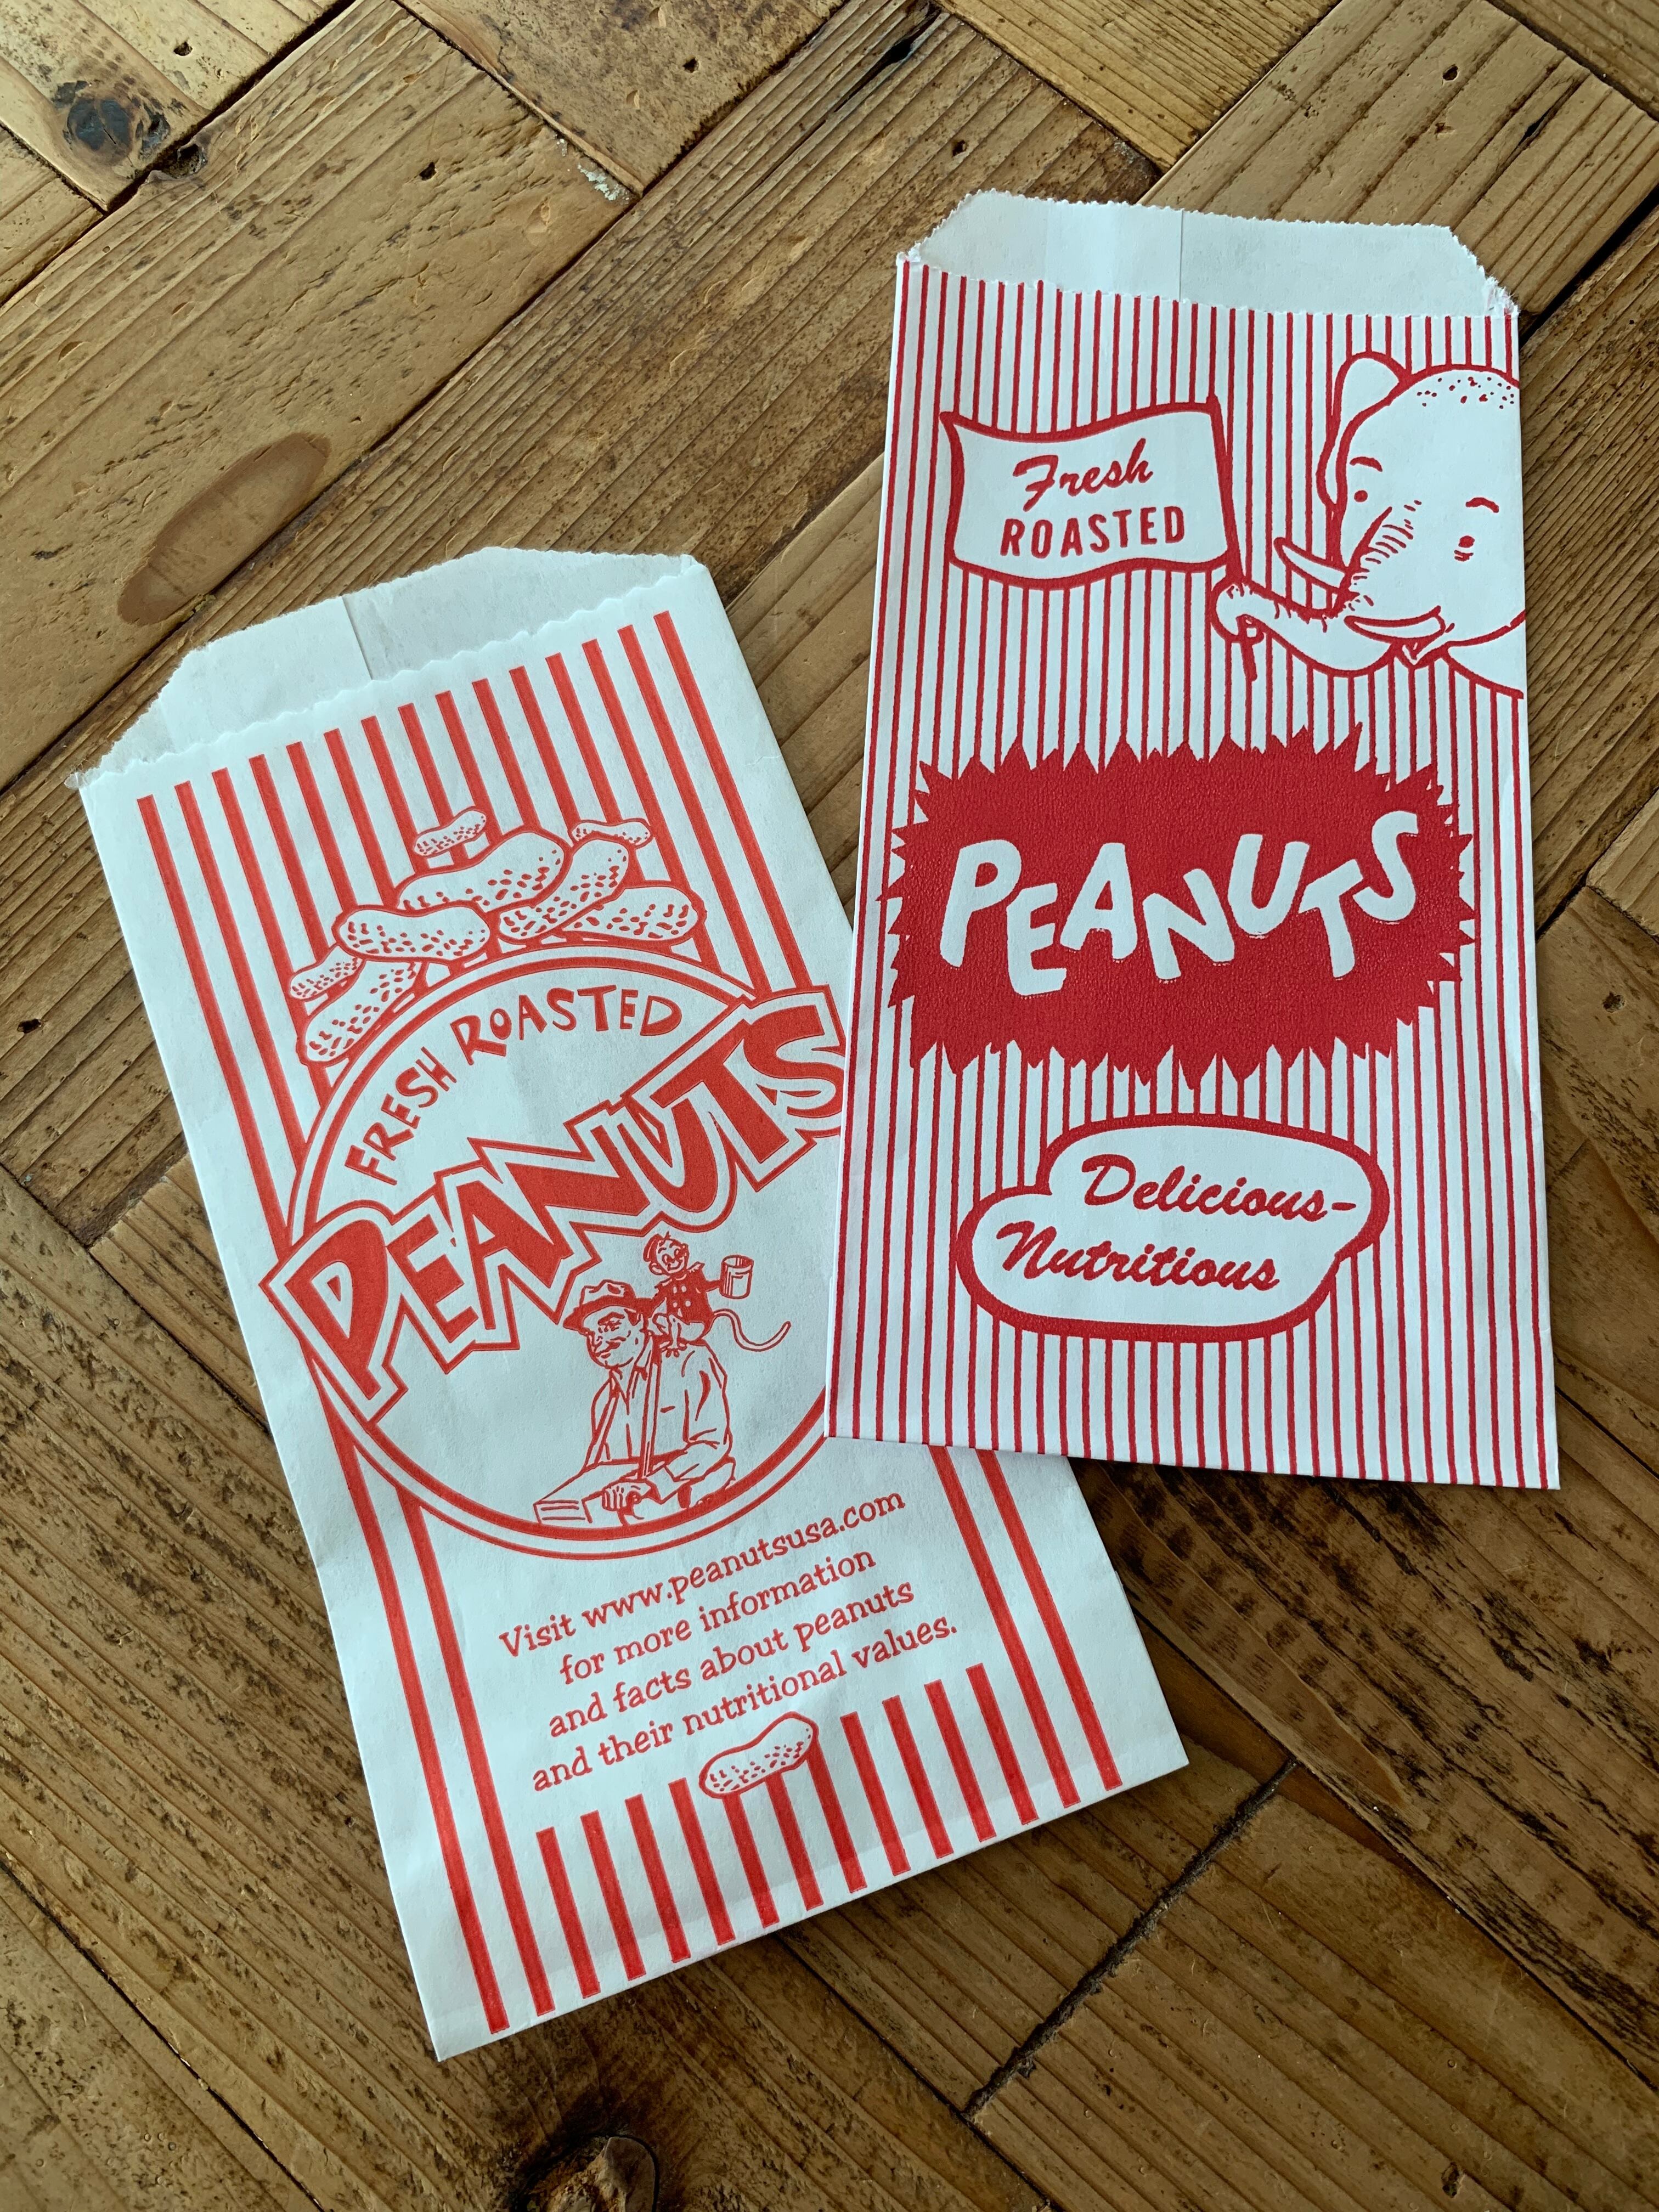 FRESH ROASTED
PEANUTS
Visit www.peanutsusa.com
for more information
and facts about peanuts
and their nutritional values.
Fresh
ROASTED
PEANUTS
Delicious-
Nutritious